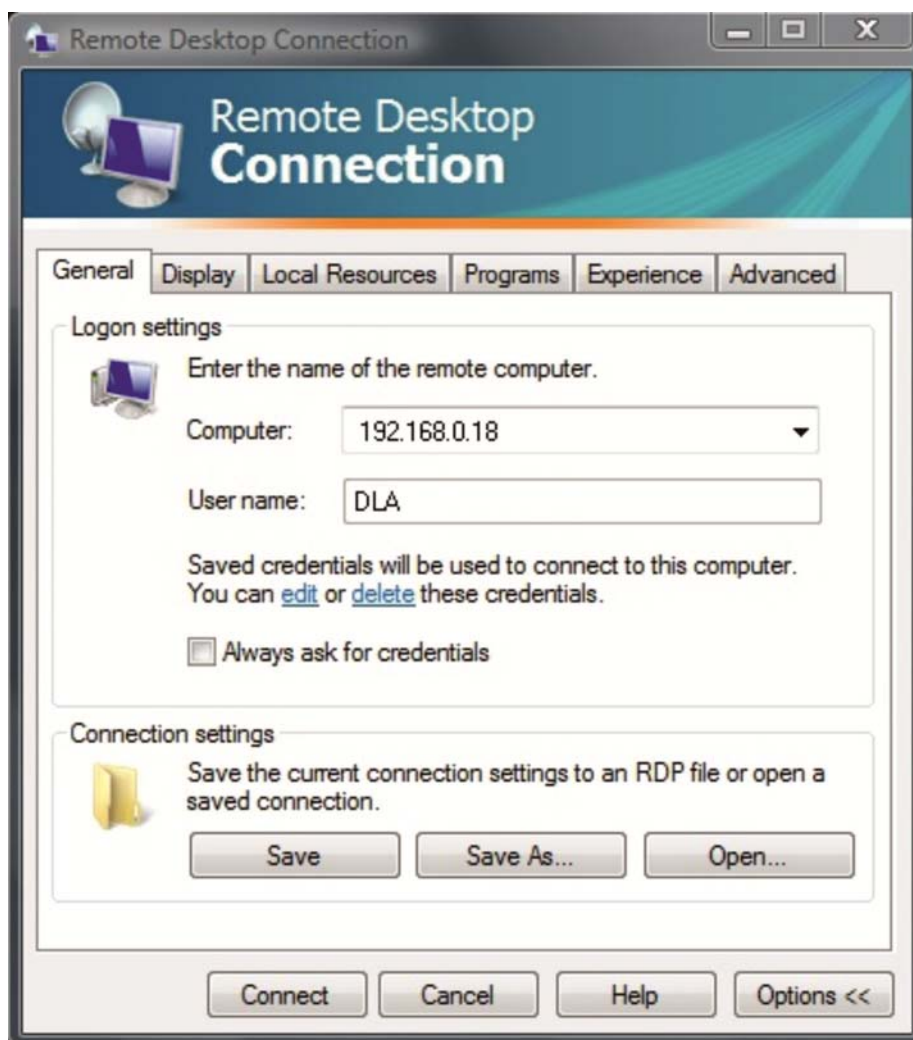 Remote Desktop Connection
Remote Desktop
Connection
General Display Local Resources Programs Experience Advanced
Logon settings
Enter the name of the remote computer.
Computer: 192.168.0.18
User name: DLA
Saved credentials will be used to connect to this computer.
You can edit or delete these credentials.
Always ask for credentials
Connection settings
Save the current connection settings to an RDP file or open a
saved connection.
Save Save As... Open...
Connect Cancel Help Options <<